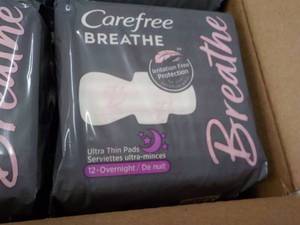 Carefree
BREATHE
Irritation Free
Protection
Breathe
Ultra Thin Pads
Serviettes ultra-minces
12-Overnight / De nuit
Breathe